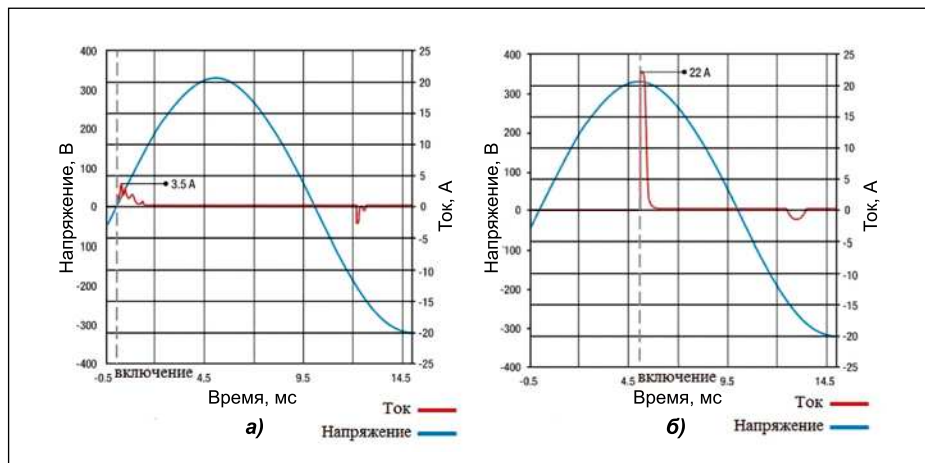 400
300
200
100
0
100
-200
-300
-400
Напряжение, В
3.5 А
25
20
15
10
5
0
-5
-10
-15
-20
-25
Ток, А
-0.5 включение 4.5 9.5 14.5
Время, мс
Ток
Напряжение
а)
400
300
200
100
0
100
-200
-300
-400
Напряжение, В
22 А
25
20
15
10
5
0
-5
-10
-15
-20
-25
Ток, А
-0.5 4.5 включение 9.5 14.5
Время, мс
Ток
Напряжение
б)